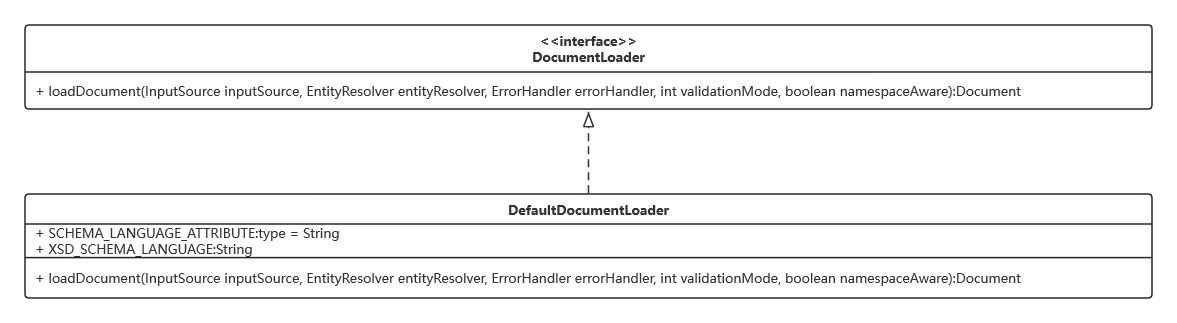 <<interface>>
DocumentLoader
+ loadDocument(InputSource inputSource, EntityResolver entityResolver, ErrorHandler errorHandler, int validationMode, boolean namespaceAware):Document
DefaultDocumentLoader
+ SCHEMA_LANGUAGE_ATTRIBUTE:type = String
+ XSD_SCHEMA_LANGUAGE:String
+ loadDocument(InputSource inputSource, EntityResolver entityResolver, ErrorHandler errorHandler, int validationMode, boolean namespaceAware):Document